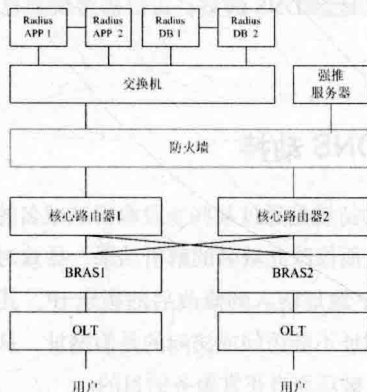 Radius APP 1
Radius APP 2
Radius DB 1
Radius DB 2
交换机
强推服务器
防火墙
核心路由器1
核心路由器2
BRAS1
BRAS2
OLT
OLT
用户
用户